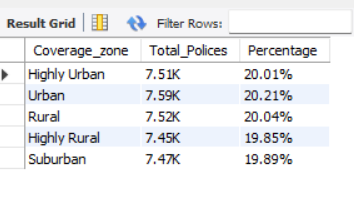 Result Grid Filter Rows:
Coverage_zone Total_Polices Percentage
Highly Urban 7.51K 20.01%
Urban 7.59K 20.21%
Rural 7.52K 20.04%
Highly Rural 7.45K 19.85%
Suburban 7.47K 19.89%